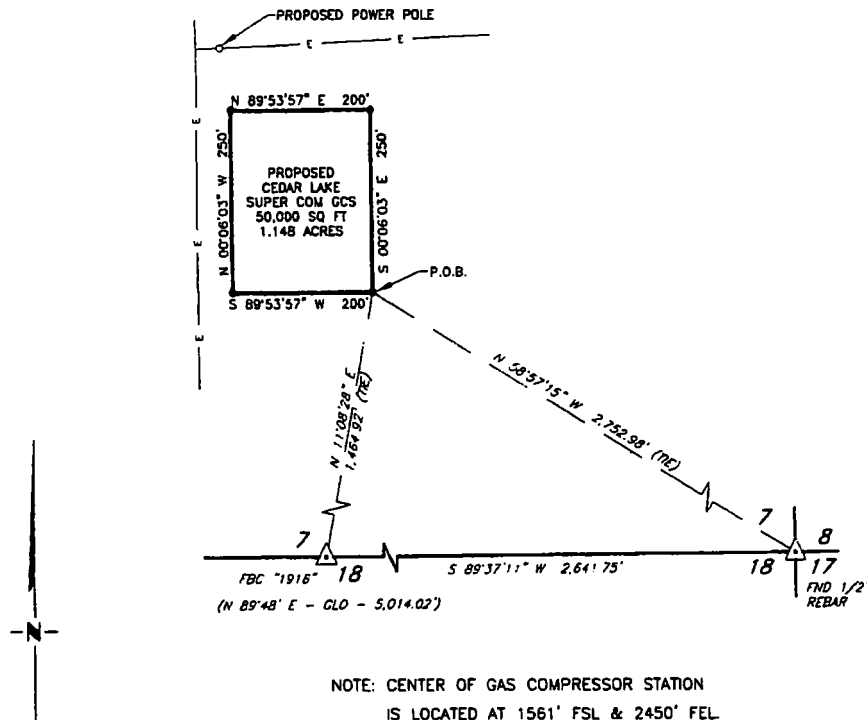 PROPOSED POWER POLE
E E
N 89°53'57" E 200'
E
N 00°06'03" W 250'
S 00°06'03" E 250'
PROPOSED
CEDAR LAKE
SUPER COM GCS
50,000 SQ FT
1.148 ACRES
E
E
P.O.B.
S 89°53'57" W 200'
N 11°08'28" E
1,464.92' (TIE)
N 58°57'15" W 2,752.98' (TIE)
7
7 8
18
18 17
FBC "1916"
S 89°37'11" W 2,641.75'
FND 1/2"
REBAR
(N 89°48' E - GLO - 5,014.02')
N
NOTE: CENTER OF GAS COMPRESSOR STATION
IS LOCATED AT 1561' FSL & 2450' FEL